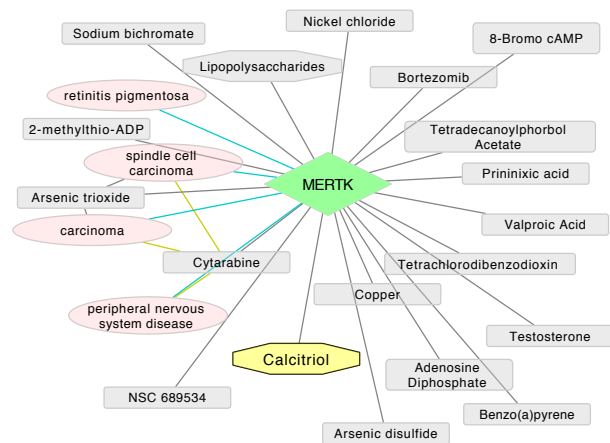 Nickel chloride
Sodium bichromate
8-Bromo cAMP
Lipopolysaccharides
Bortezomib
retinitis pigmentosa
2-methylthio-ADP
Tetradecanoylphorbol
Acetate
spindle cell
carcinoma
Prininixic acid
MERTK
Arsenic trioxide
Valproic Acid
carcinoma
Cytarabine
Tetrachlorodibenzodioxin
Copper
peripheral nervous
system disease
Testosterone
Calcitriol
Adenosine
Diphosphate
NSC 689534
Benzo(a)pyrene
Arsenic disulfide